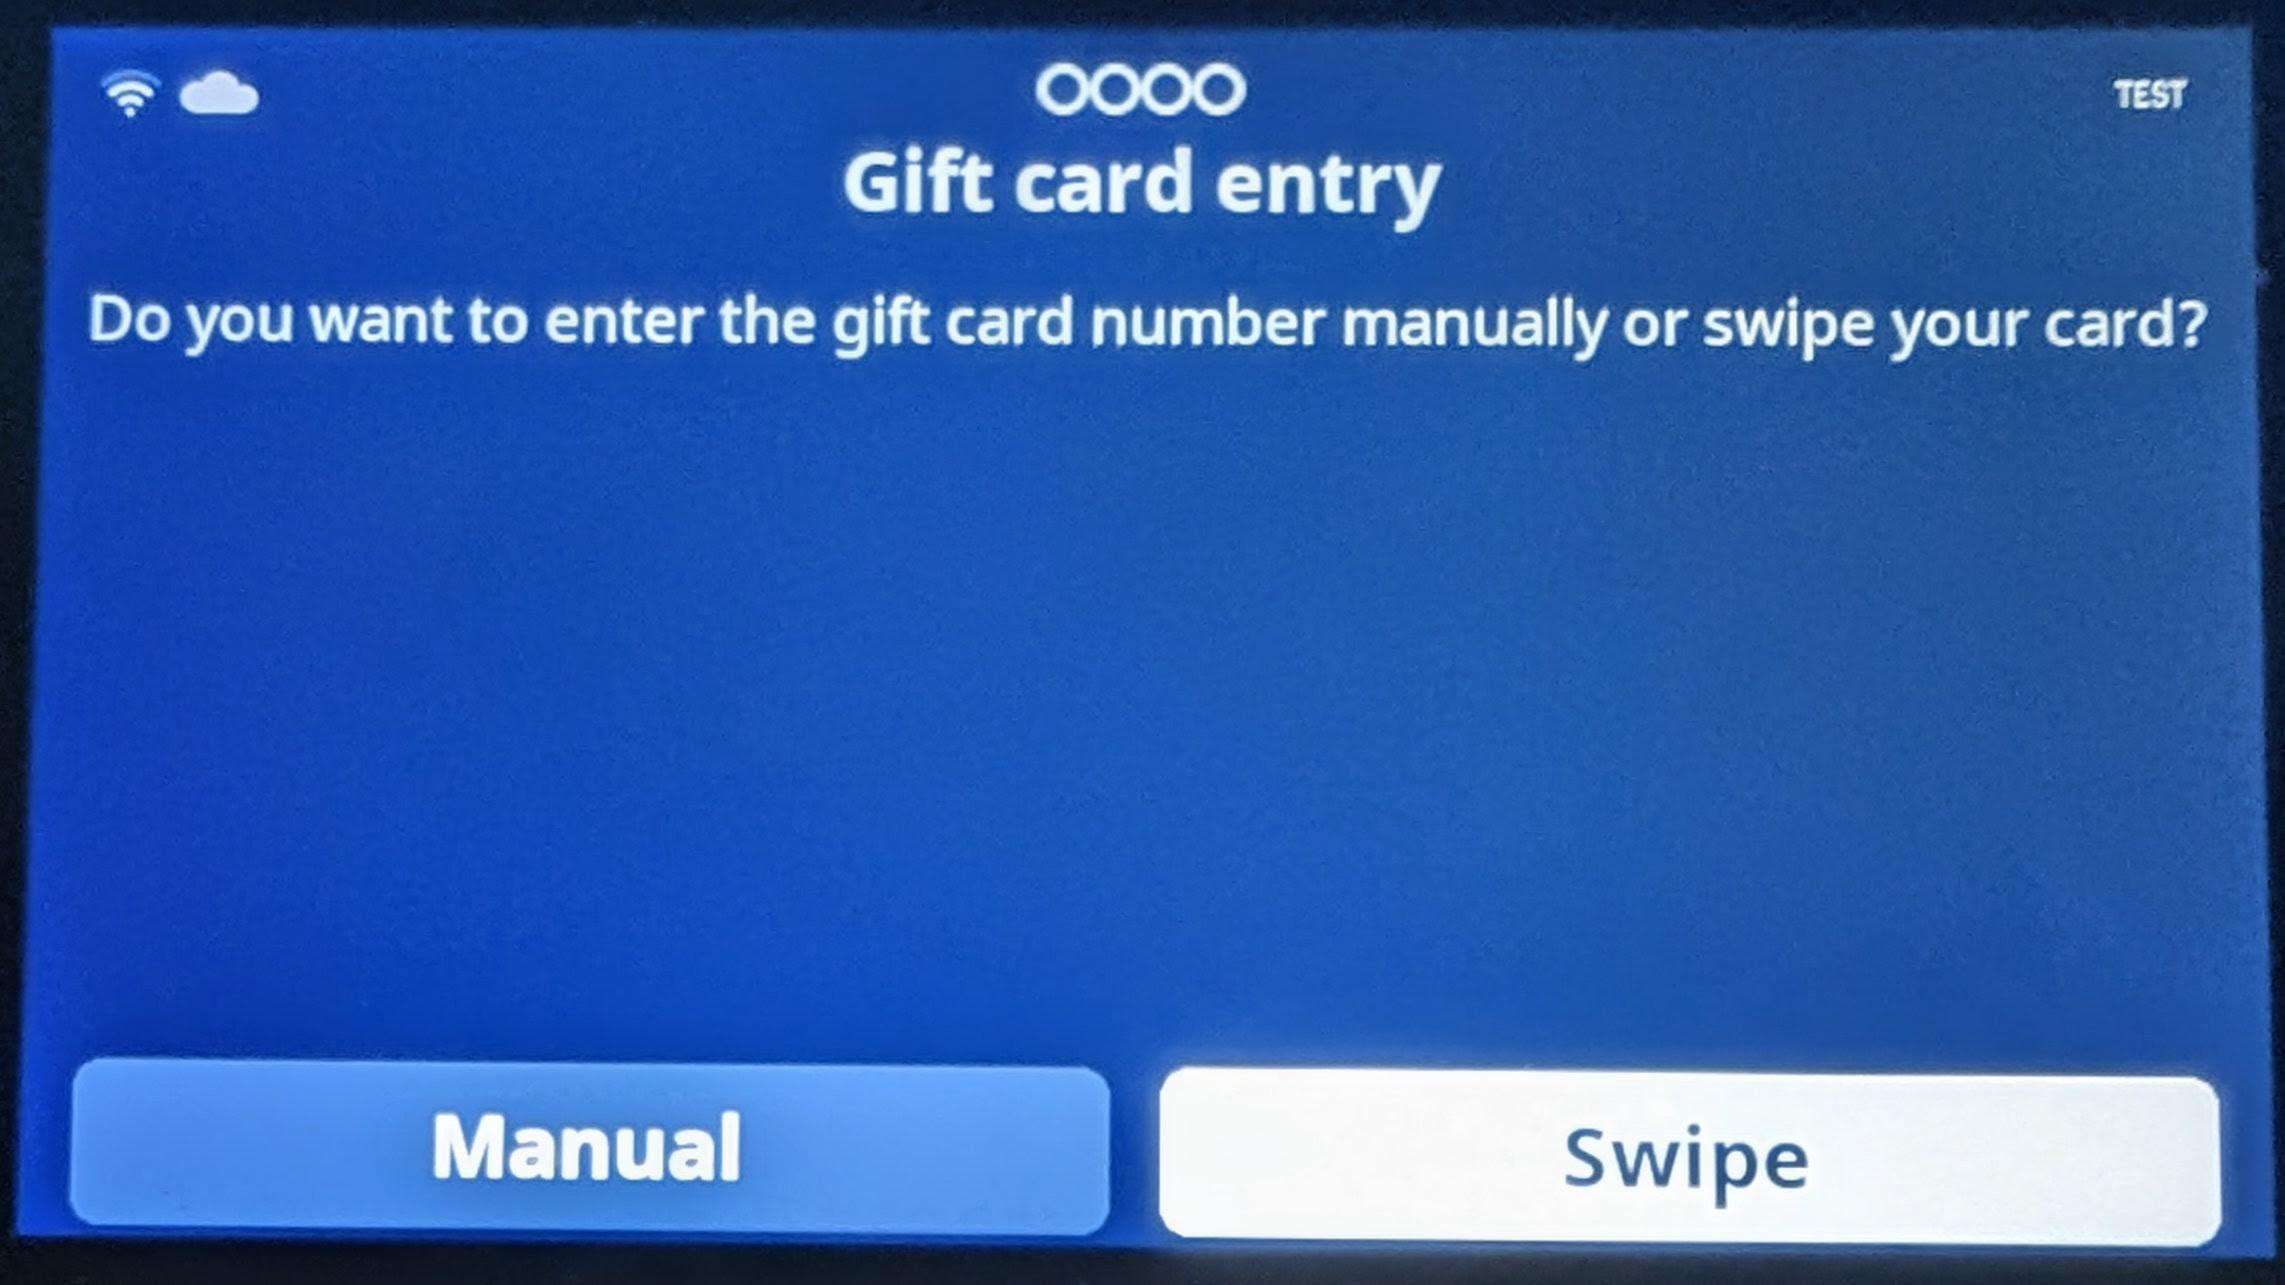 TEST
Gift card entry
Do you want to enter the gift card number manually or swipe your card?
Manual
Swipe